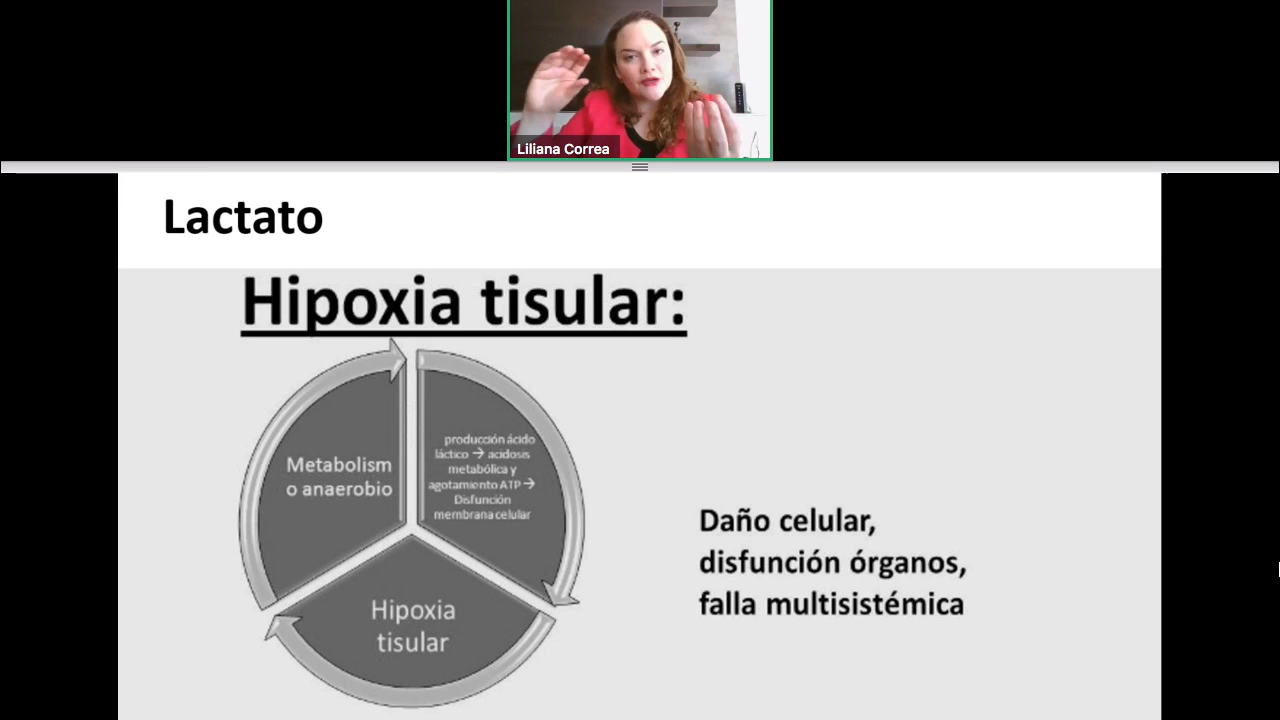 Liliana Correa
Lactato
Hipoxia tisular:
Metabolism
o anaerobio
producción ácido
láctico → acidosis
metabólica y
agotamiento ATP →
Disfunción
membrana celular
Hipoxia
tisular
Daño celular,
disfunción órganos,
falla multisistémica